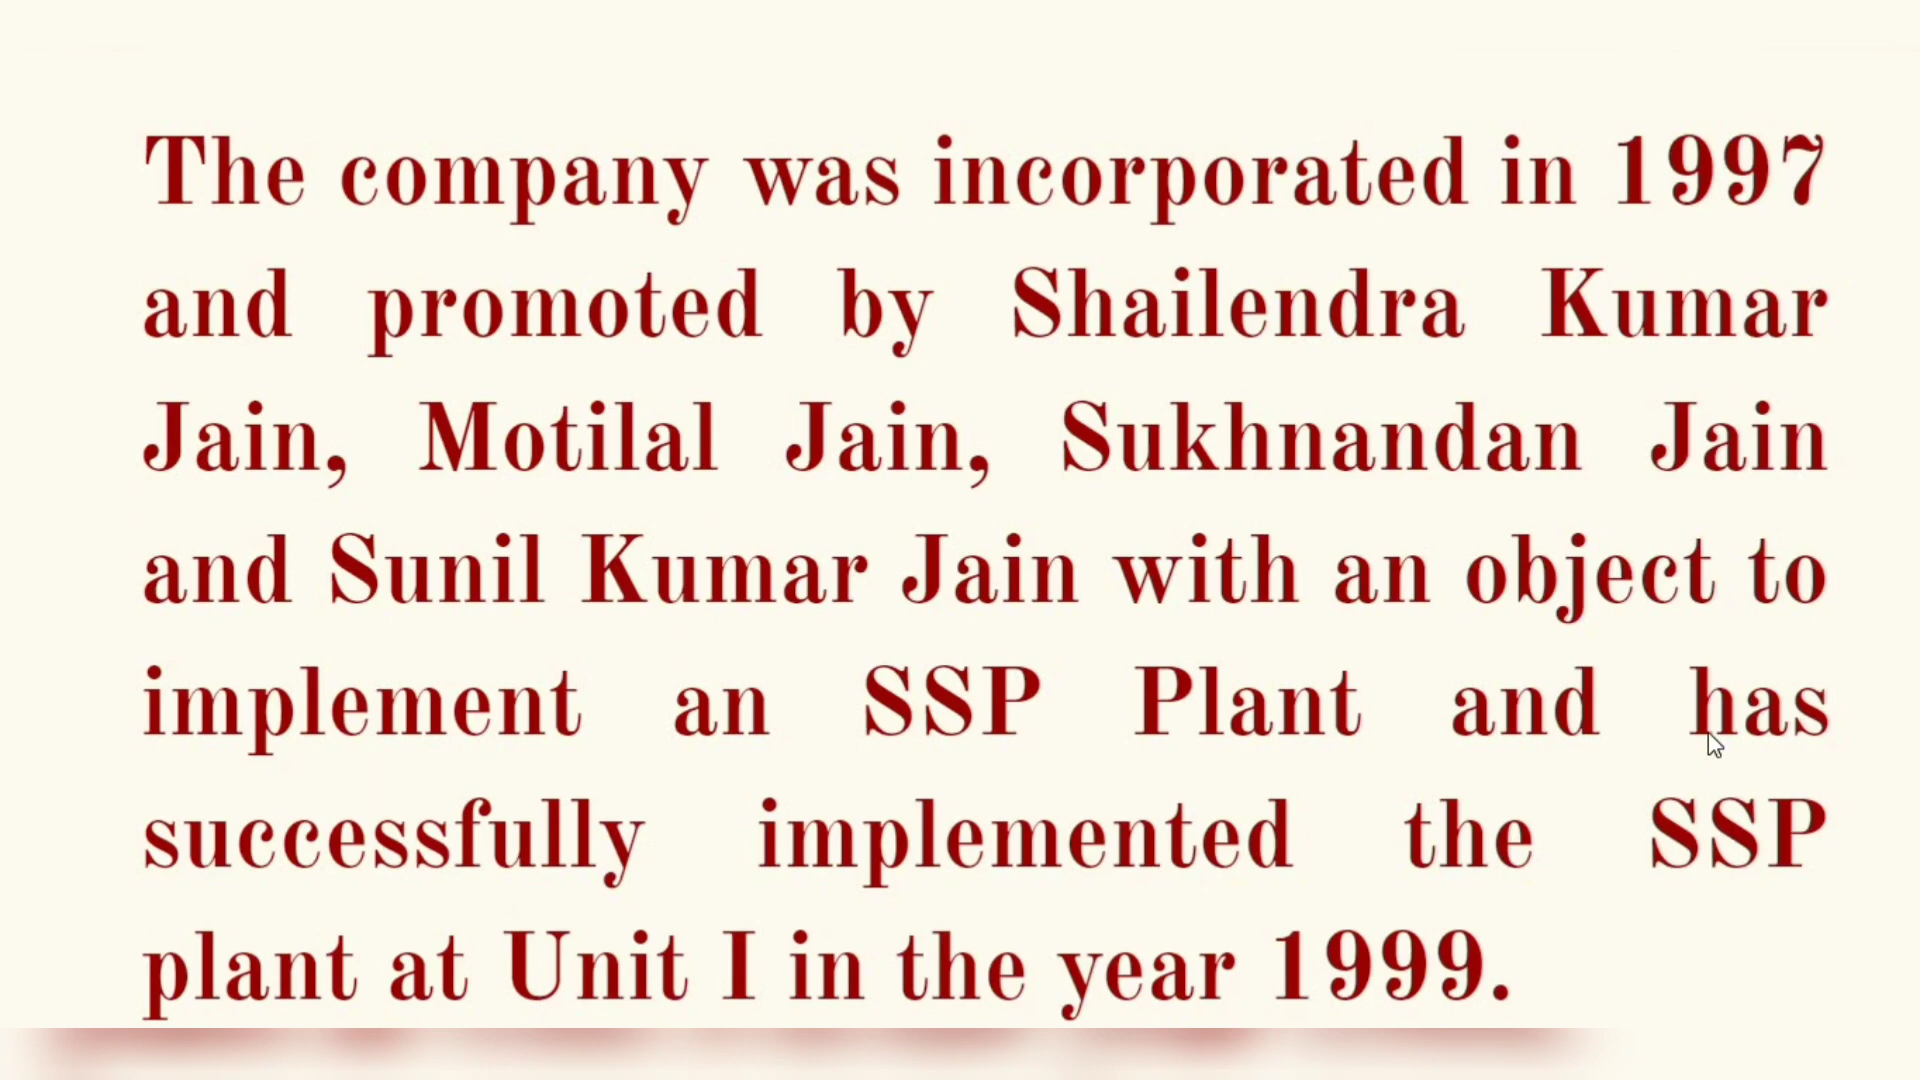 The company was incorporated in 1997
and promoted by Shailendra Kumar
Jain, Motilal Jain, Sukhnandan Jain
and Sunil Kumar Jain with an object to
implement an SSP Plant and has
successfully implemented the SSP
plant at Unit I in the year 1999.